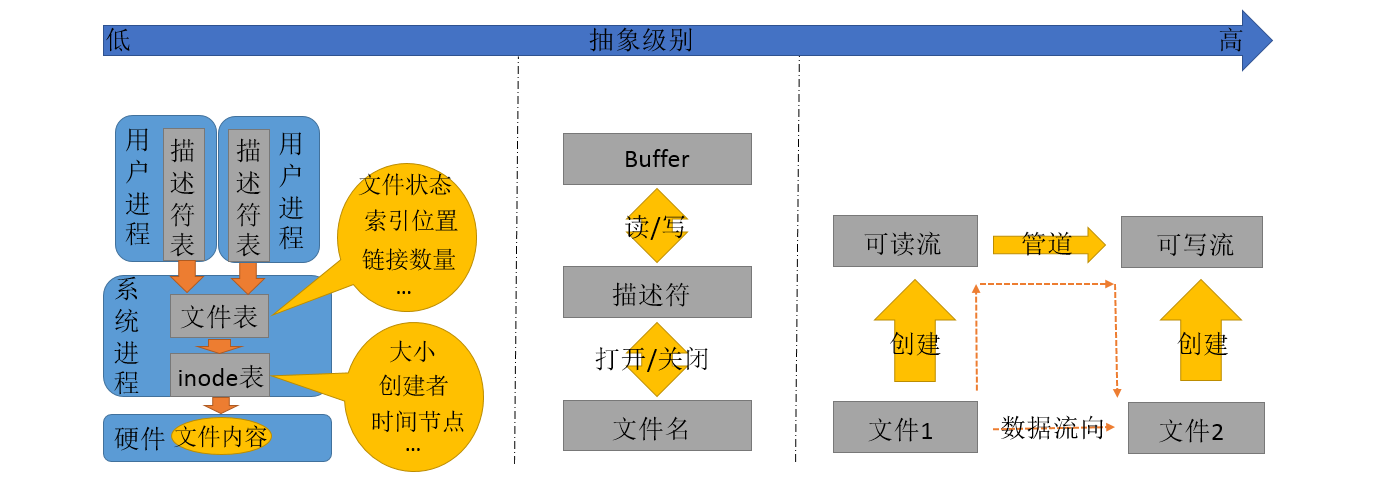 低
抽象级别
高
用户进程
描述符表
描述符表
用户进程
文件状态
索引位置
链接数量
...
系统进程
文件表
inode表
大小
创建者
时间节点
...
硬件
文件内容
Buffer
读/写
描述符
打开/关闭
文件名
可读流
管道
可写流
创建
创建
文件1
数据流向
文件2